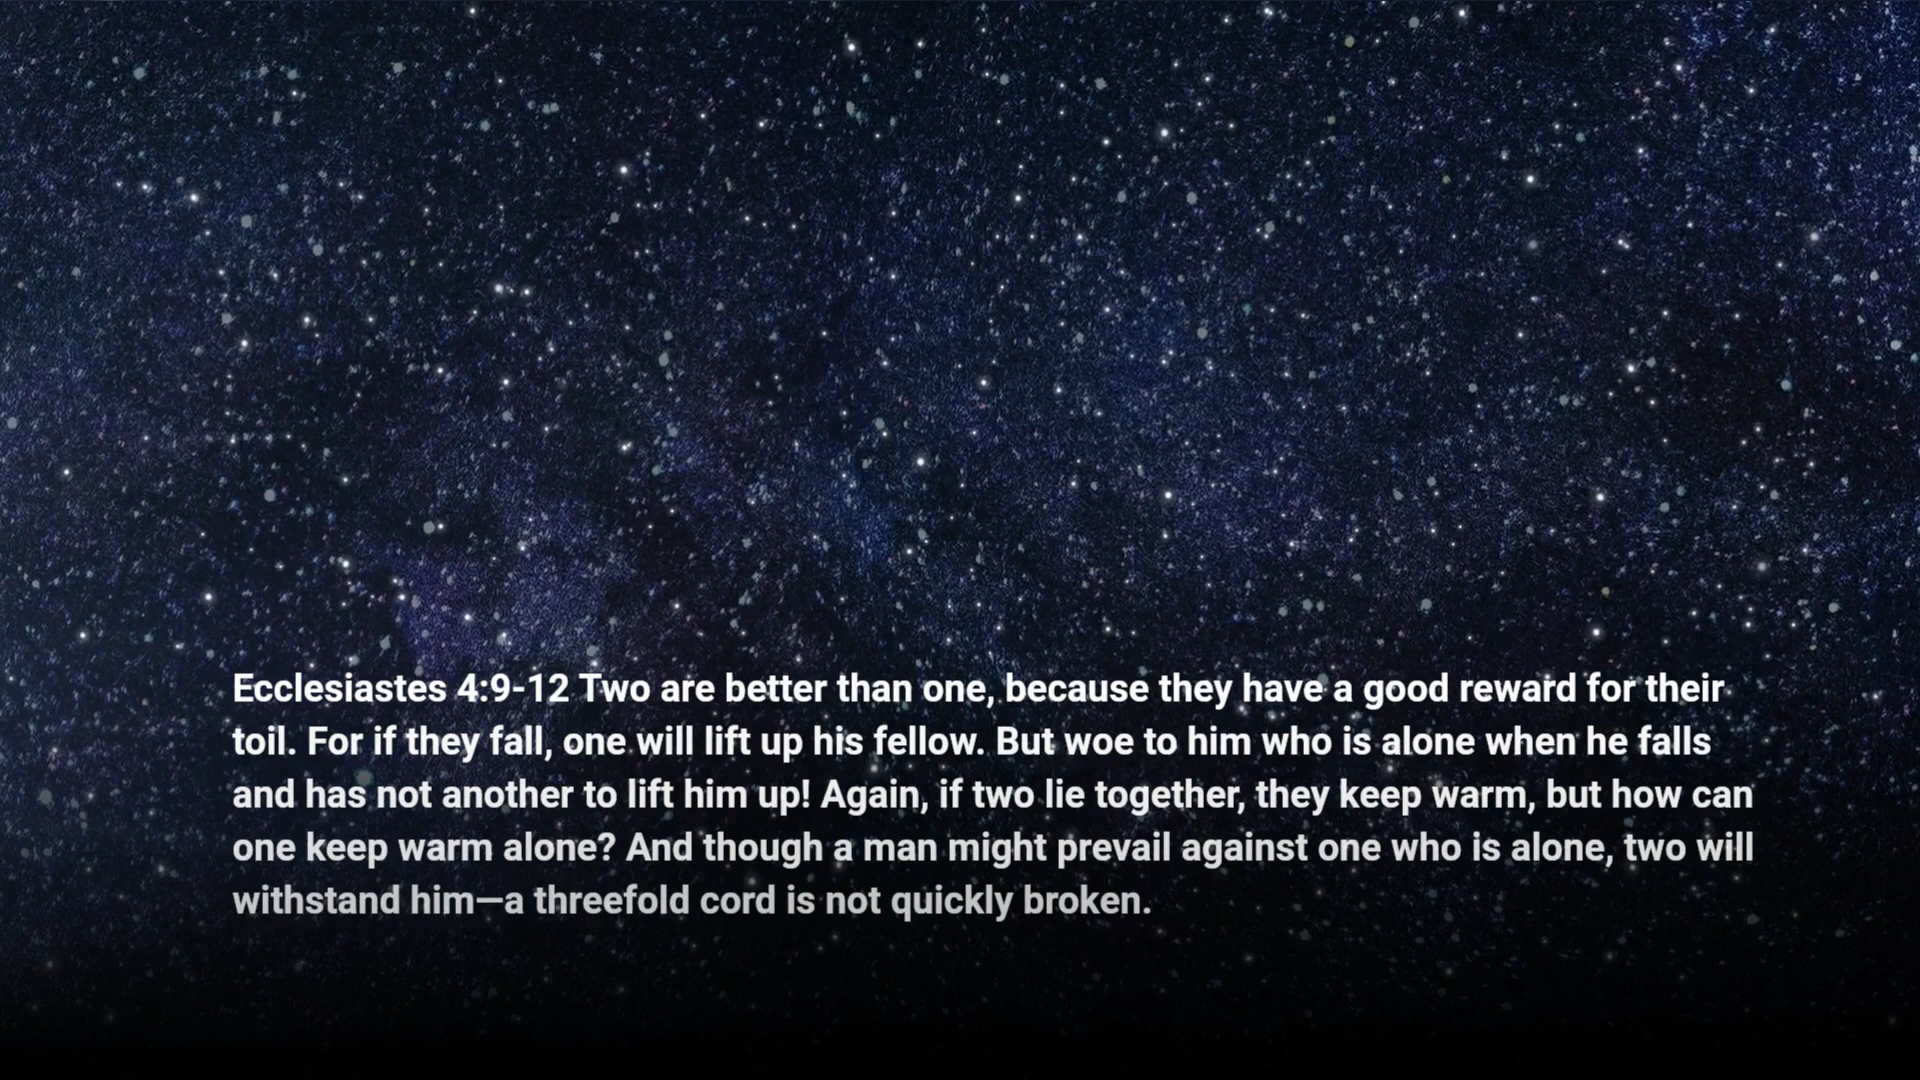 Ecclesiastes 4:9-12 Two are better than one, because they have a good reward for their
toil. For if they fall, one will lift up his fellow. But woe to him who is alone when he falls
and has not another to lift him up! Again, if two lie together, they keep warm, but how can
one keep warm alone? And though a man might prevail against one who is alone, two will
withstand him—a threefold cord is not quickly broken.